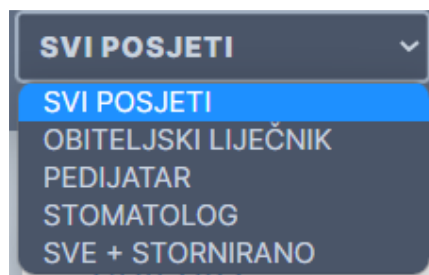 SVI POSJETI
SVI POSJETI
OBITELJSKI LIJEČNIK
PEDIJATAR
STOMATOLOG
SVE + STORNIRANO